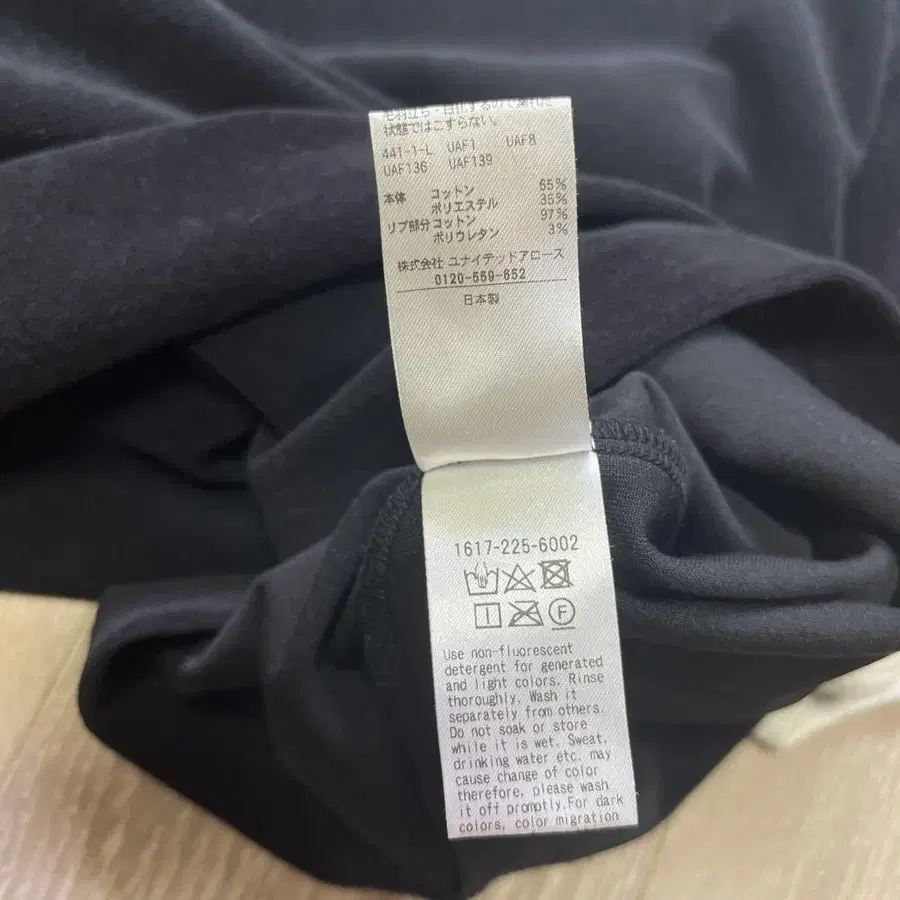 状態ではこすらない。
441-1-L UAF1 UAF8
UAF136 UAF139
本体 コットン 65%
ポリエステル 35%
リブ部分コットン 97%
ポリウレタン 3%
株式会社 ユナイテッドアローズ
0120-559-652
日本製
1617-225-6002
F
Use non-fluorescent
detergent for generated
and light colors. Rinse
thoroughly. Wash it
separately from others.
Do not soak or store
while it is wet. Sweat,
drinking water etc. may
cause change of color
therefore, please wash
it off promptly.For dark
colors, color migration